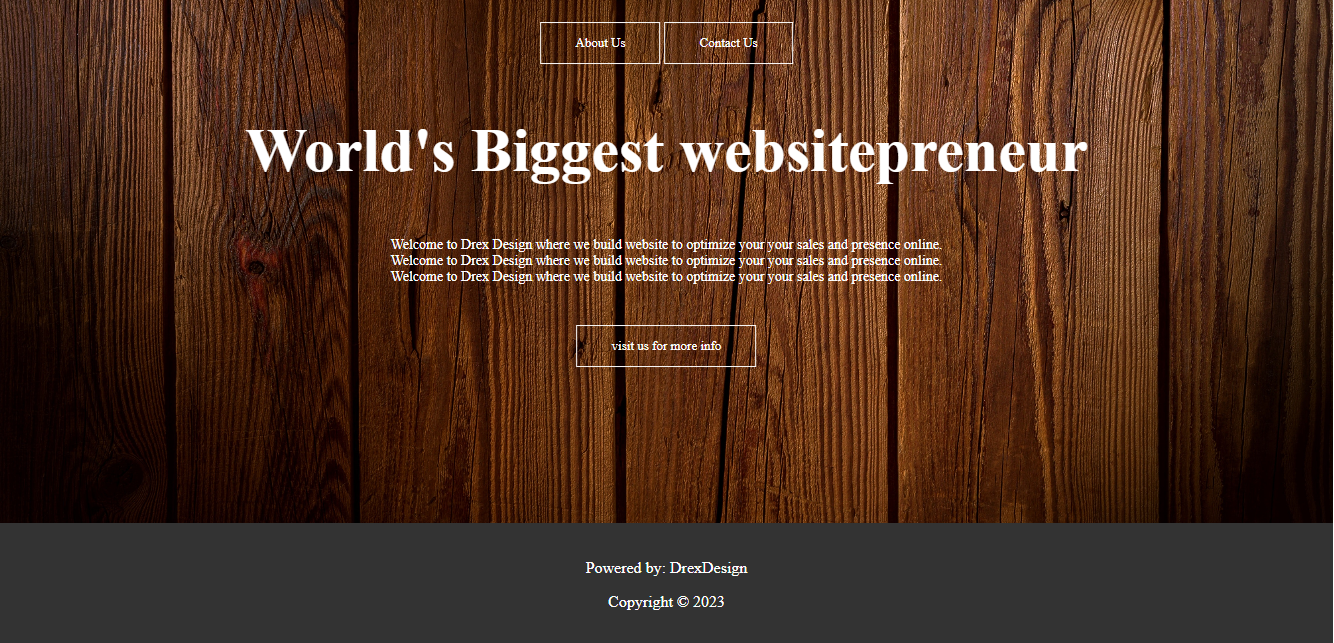 About Us
Contact Us
World's Biggest websitepreneur
Welcome to Drex Design where we build website to optimize your your sales and presence online.
Welcome to Drex Design where we build website to optimize your your sales and presence online.
Welcome to Drex Design where we build website to optimize your your sales and presence online.
visit us for more info
Powered by: DrexDesign
Copyright © 2023